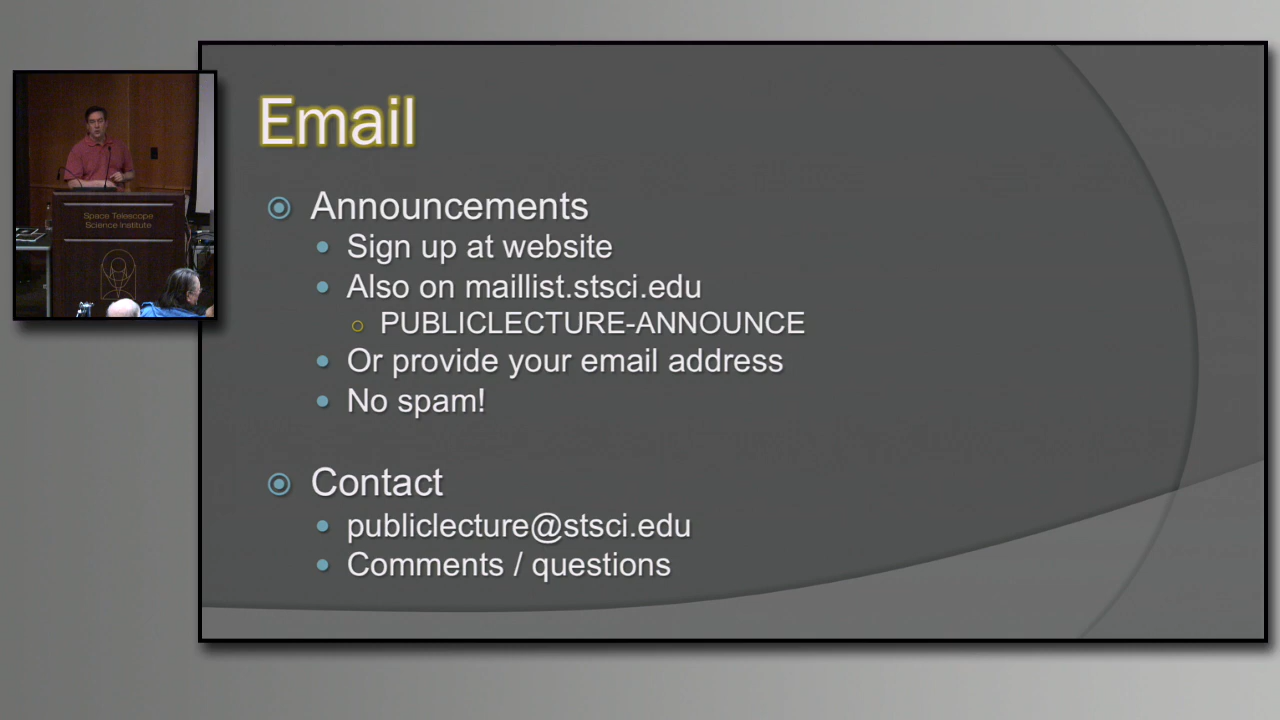 Email
Announcements
Sign up at website
Also on maillist.stsci.edu
PUBLICLECTURE-ANNOUNCE
Or provide your email address
No spam!
Contact
publiclecture@stsci.edu
Comments / questions
Space Telescope
Science Institute